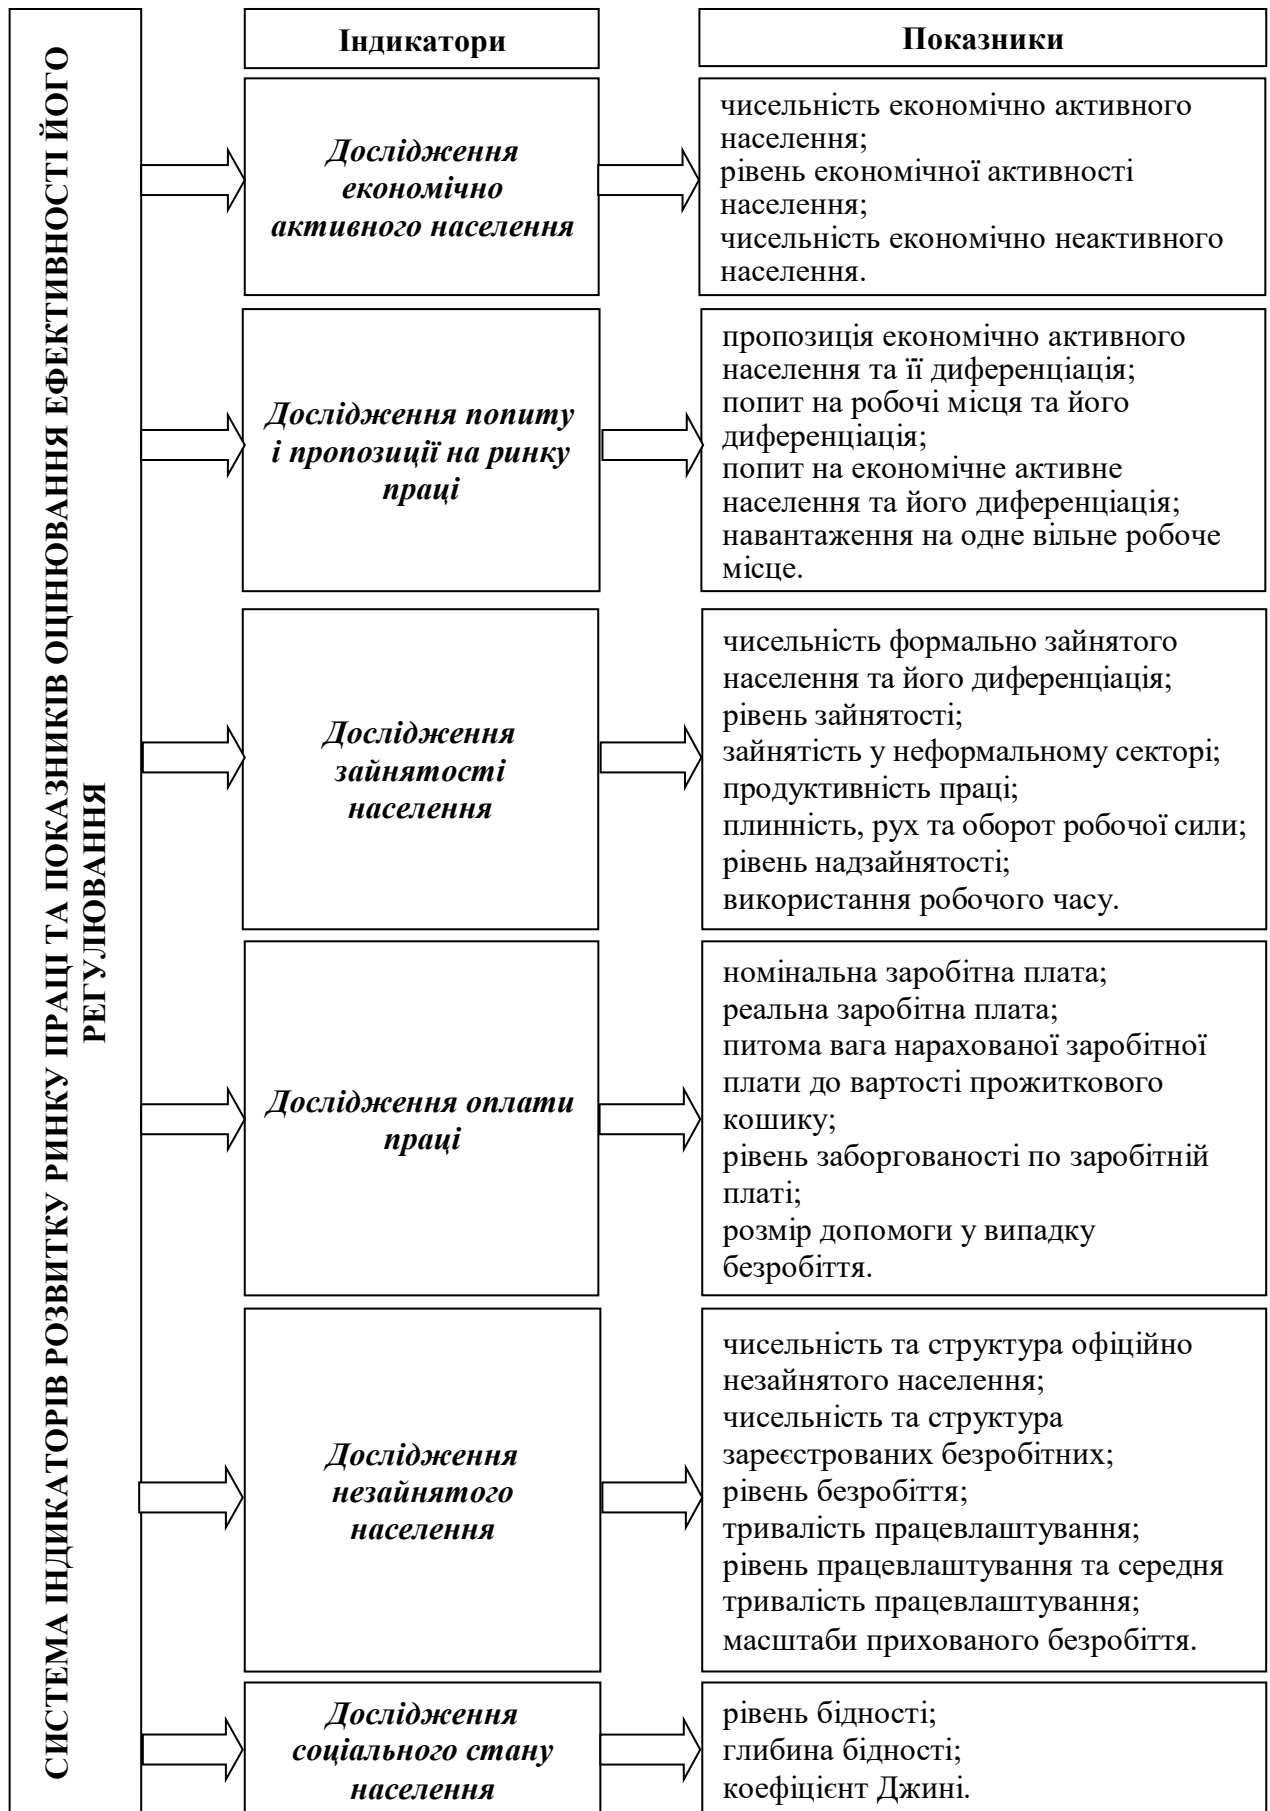 СИСТЕМА ІНДИКАТОРІВ РОЗВИТКУ РИНКУ ПРАЦІ ТА ПОКАЗНИКІВ ОЦІНЮВАННЯ ЕФЕКТИВНОСТІ ЙОГО
РЕГУЛЮВАННЯ
Індикатори
Показники
Дослідження
економічно
активного населення
чисельність економічно активного
населення;
рівень економічної активності
населення;
чисельність економічно неактивного
населення.
Дослідження попиту
і пропозиції на ринку
праці
пропозиція економічно активного
населення та її диференціація;
попит на робочі місця та його
диференціація;
попит на економічне активне
населення та його диференціація;
навантаження на одне вільне робоче
місце.
Дослідження
зайнятості
населення
чисельність формально зайнятого
населення та його диференціація;
рівень зайнятості;
зайнятість у неформальному секторі;
продуктивність праці;
плинність, рух та оборот робочої сили;
рівень надзайнятості;
використання робочого часу.
Дослідження оплати
праці
номінальна заробітна плата;
реальна заробітна плата;
питома вага нарахованої заробітної
плати до вартості прожиткового
кошику;
рівень заборгованості по заробітній
платі;
розмір допомоги у випадку
безробіття.
Дослідження
незайнятого
населення
чисельність та структура офіційно
незайнятого населення;
чисельність та структура
зареєстрованих безробітних;
рівень безробіття;
тривалість працевлаштування;
рівень працевлаштування та середня
тривалість працевлаштування;
масштаби прихованого безробіття.
Дослідження
соціального стану
населення
рівень бідності;
глибина бідності;
коефіцієнт Джині.